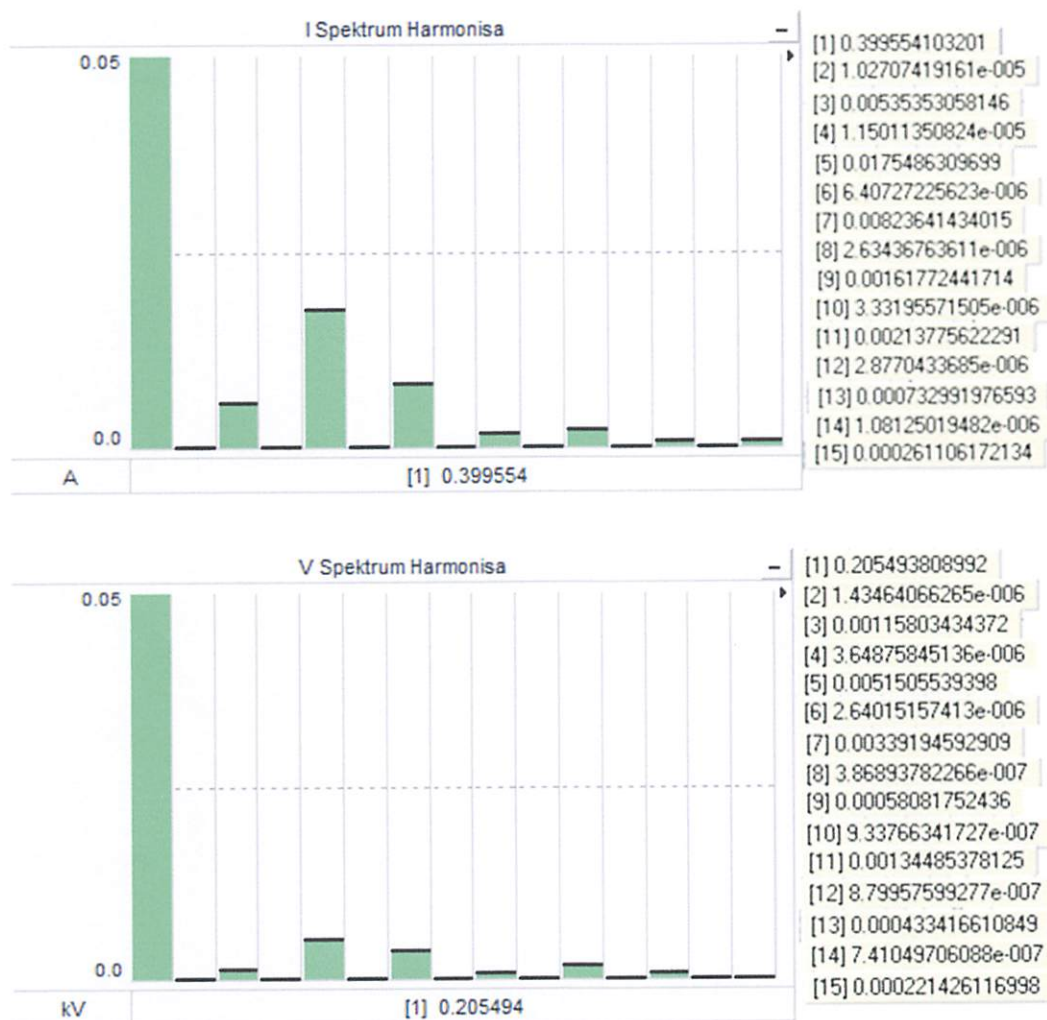 I Spektrum Harmonisa
0.05
0.0
A
[1] 0.399554
[1] 0.399554103201
[2] 1.02707419161e-005
[3] 0.00535353058146
[4] 1.15011350824e-005
[5] 0.0175486309699
[6] 6.40727225623e-006
[7] 0.00823641434015
[8] 2.63436763611e-006
[9] 0.00161772441714
[10] 3.33195571505e-006
[11] 0.00213775622291
[12] 2.8770433685e-006
[13] 0.000732991976593
[14] 1.08125019482e-006
[15] 0.000261106172134
V Spektrum Harmonisa
0.05
0.0
kV
[1] 0.205494
[1] 0.205493808992
[2] 1.43464066265e-006
[3] 0.00115803434372
[4] 3.64875845136e-006
[5] 0.0051505539398
[6] 2.64015157413e-006
[7] 0.00339194592909
[8] 3.86893782266e-007
[9] 0.00058081752436
[10] 9.33766341727e-007
[11] 0.00134485378125
[12] 8.79957599277e-007
[13] 0.000433416610849
[14] 7.41049706088e-007
[15] 0.000221426116998